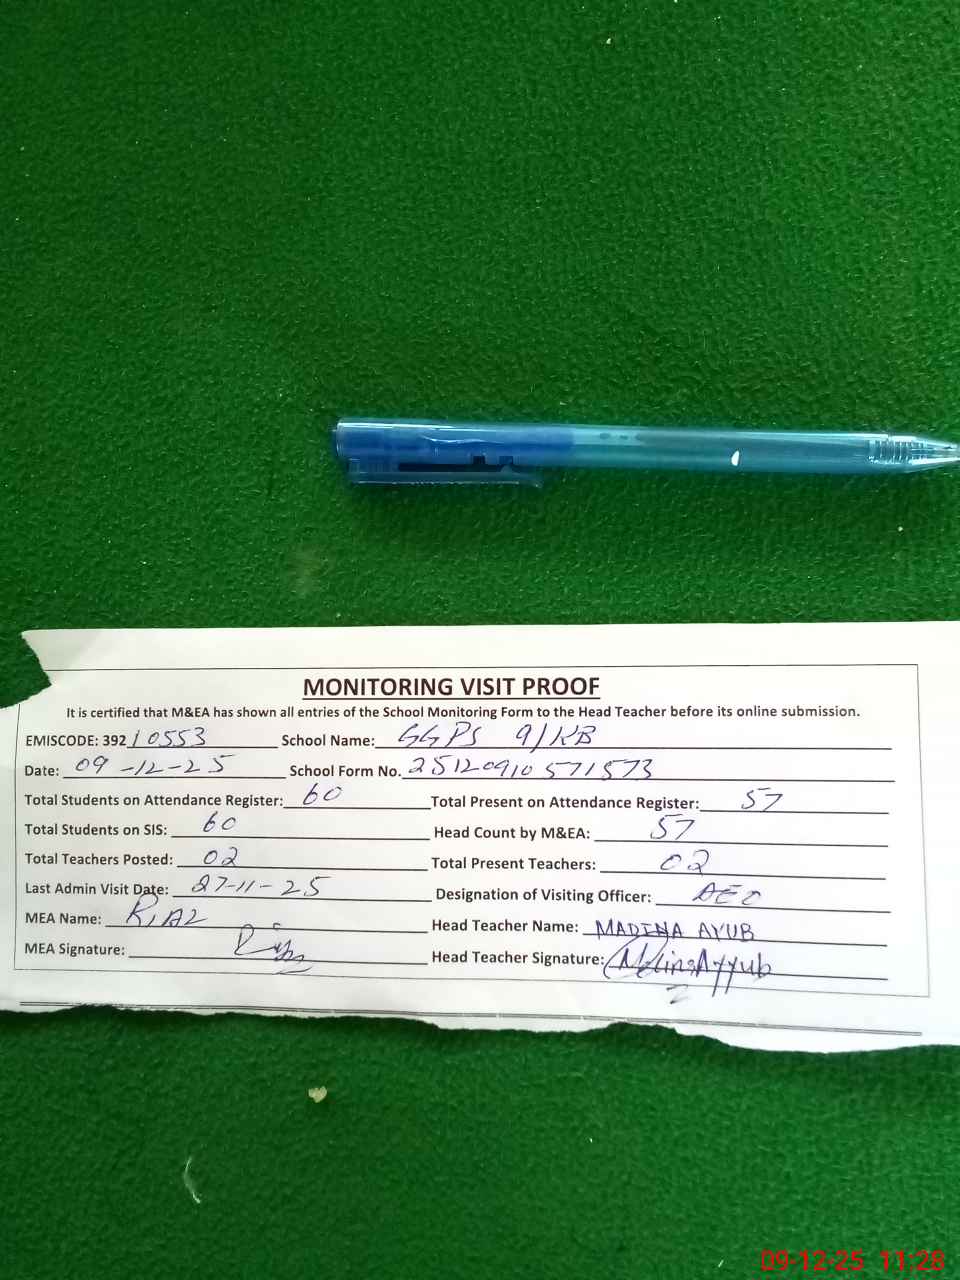 MONITORING VISIT PROOF
It is certified that M&EA has shown all entries of the School Monitoring Form to the Head Teacher before its online submission.
EMISCODE: 392 10553 School Name: GGPS 9/KB
Date: 09-12-25 School Form No. 25120910571573
Total Students on Attendance Register: 60 Total Present on Attendance Register: 57
Total Students on SIS: 60 Head Count by M&EA: 57
Total Teachers Posted: 02 Total Present Teachers: 02
Last Admin Visit Date: 27-11-25 Designation of Visiting Officer: AEO
MEA Name: RIAZ Head Teacher Name: MADINA AYUB
MEA Signature: Head Teacher Signature:
09-12-25 11:28